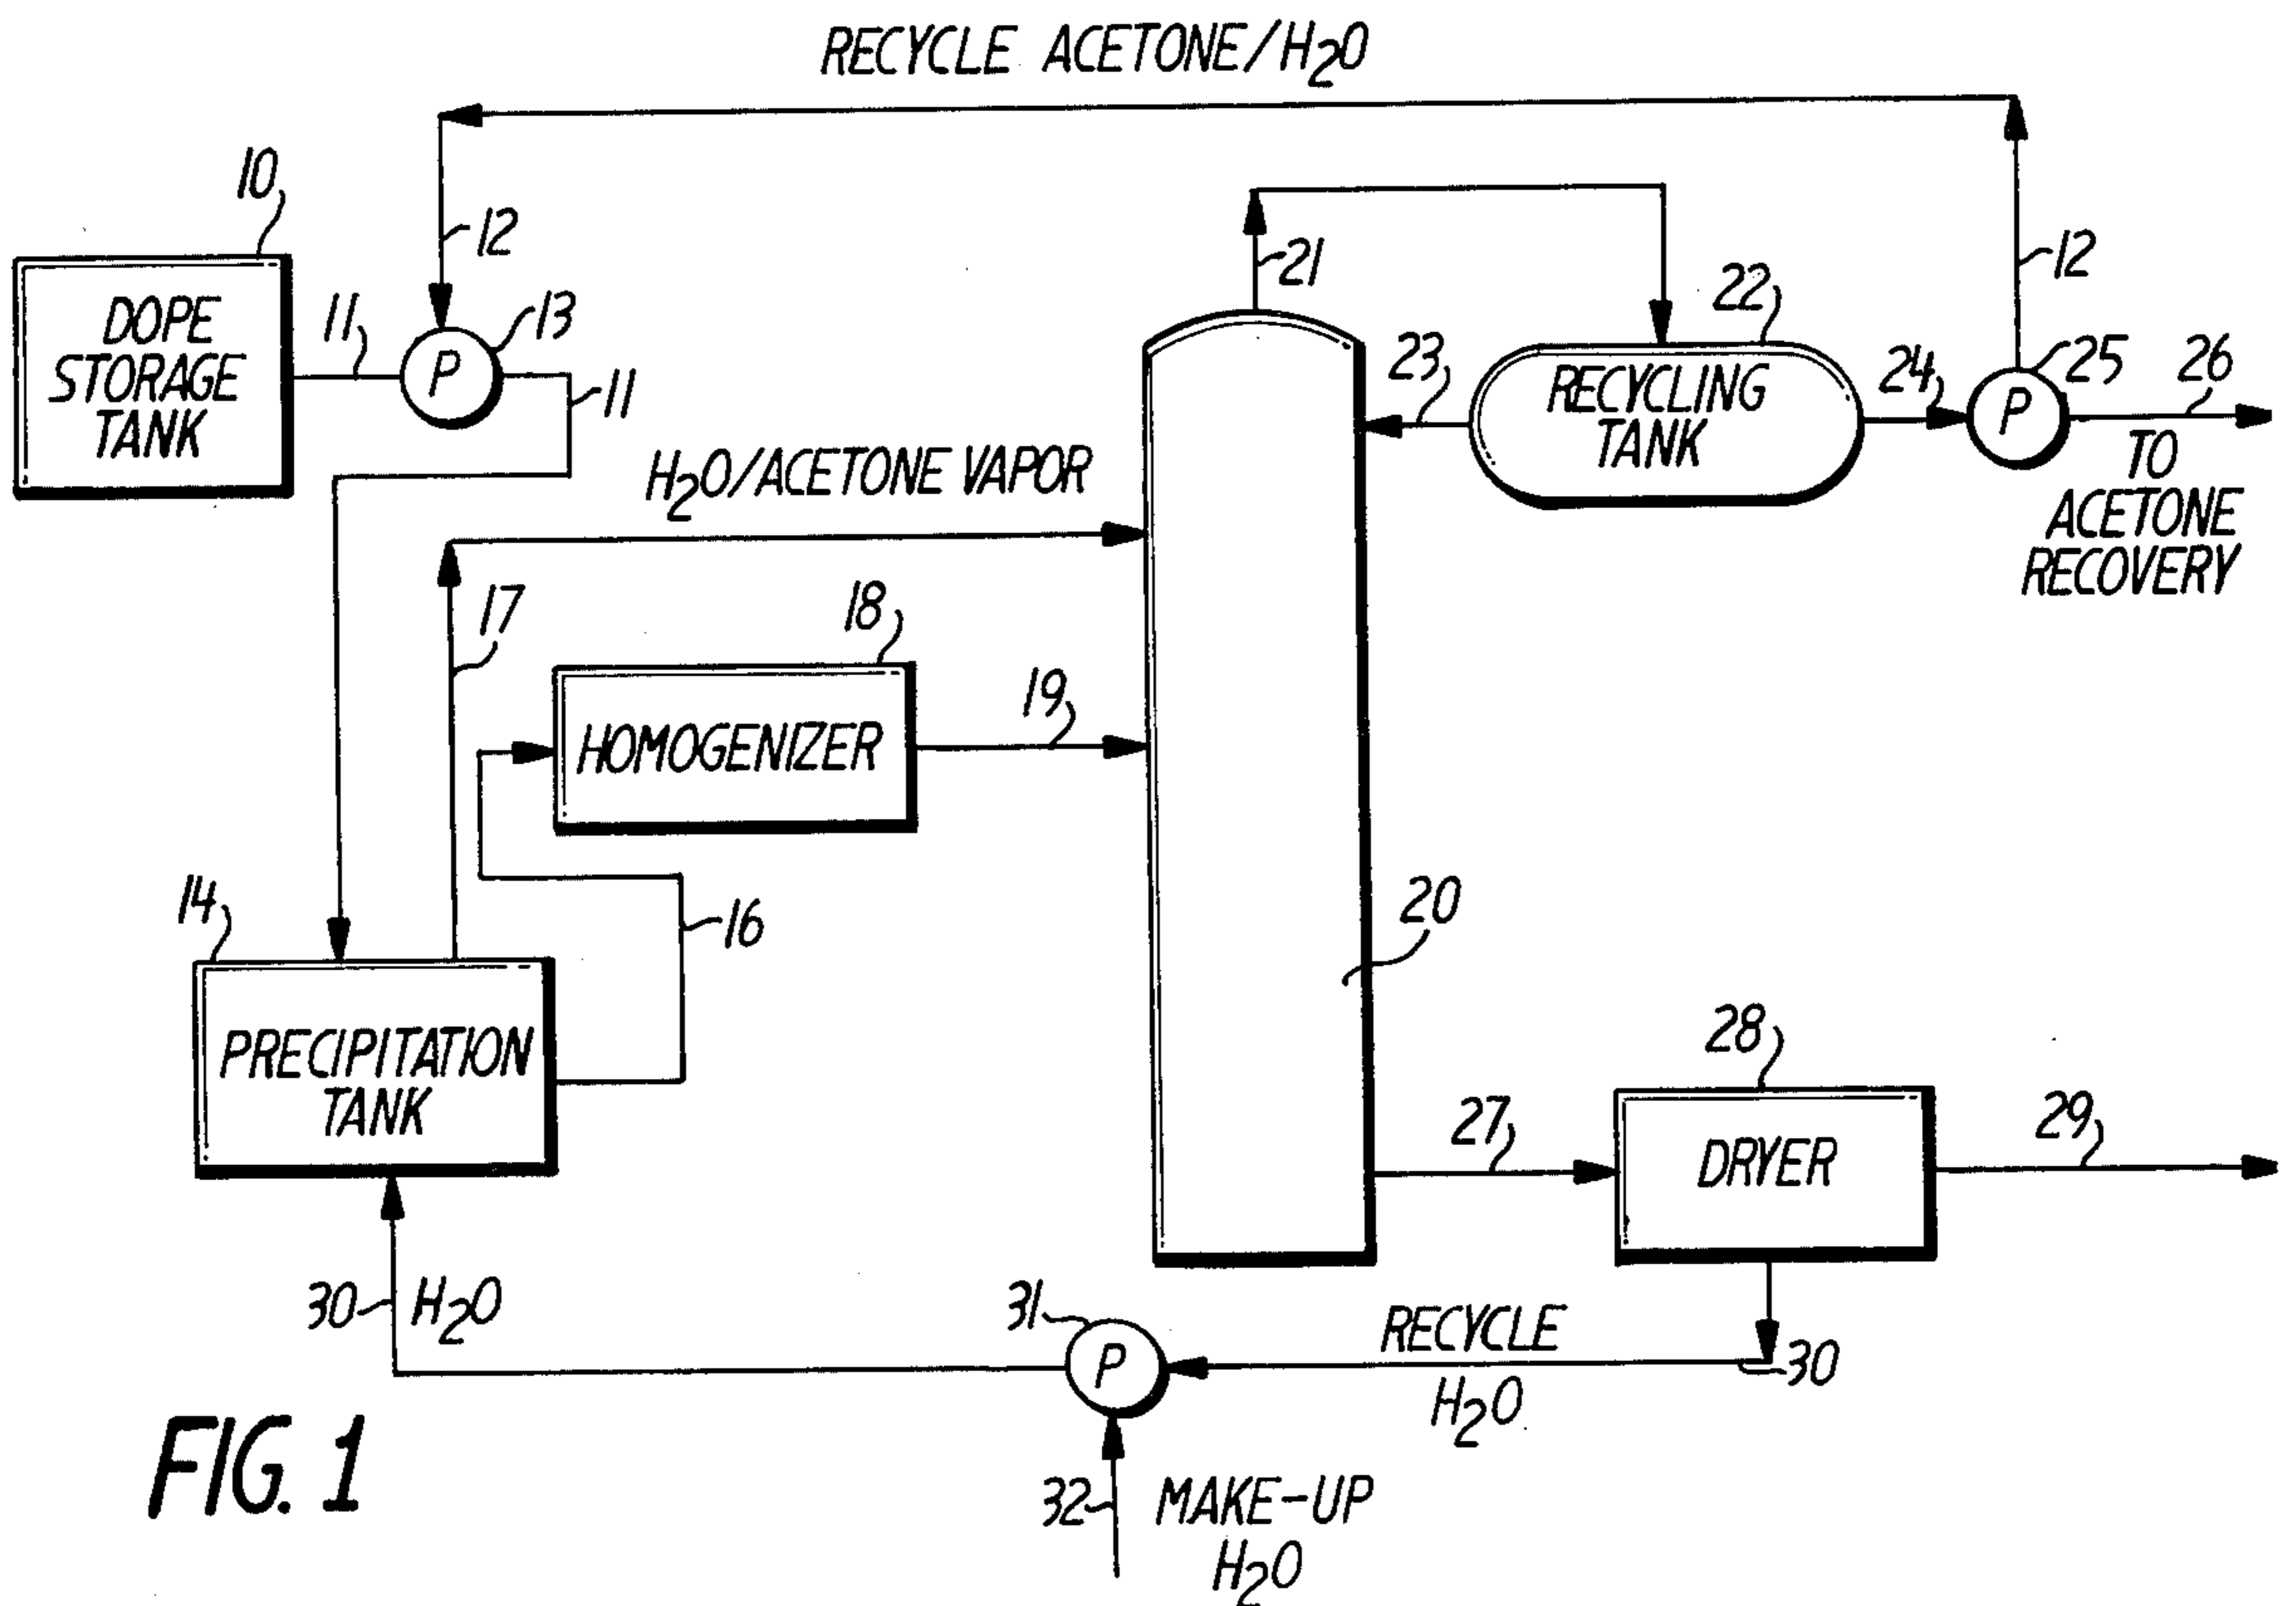 RECYCLE ACETONE/H2O
10
12
21
12
DOPE
STORAGE
TANK
11
P
13
11
22
23
RECYCLING
TANK
24
P
25
26
TO
ACETONE
RECOVERY
H2O/ACETONE VAPOR
17
18
HOMOGENIZER
19
14
16
20
PRECIPITATION
TANK
28
27
DRYER
29
30
H2O
31
P
RECYCLE
H2O
30
32
MAKE-UP
H2O
FIG. 1